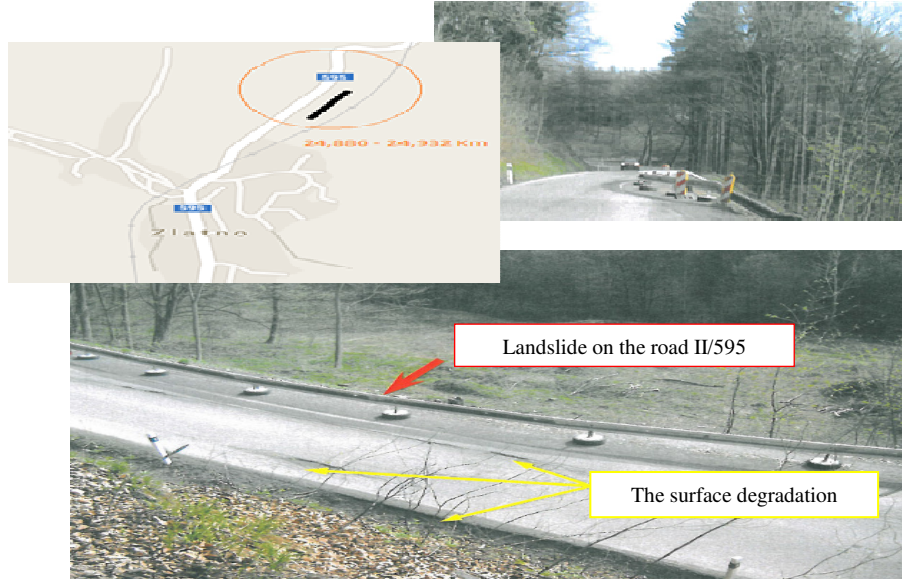 595
24,880 - 24,932 Km
595
Zlatno
Landslide on the road II/595
The surface degradation